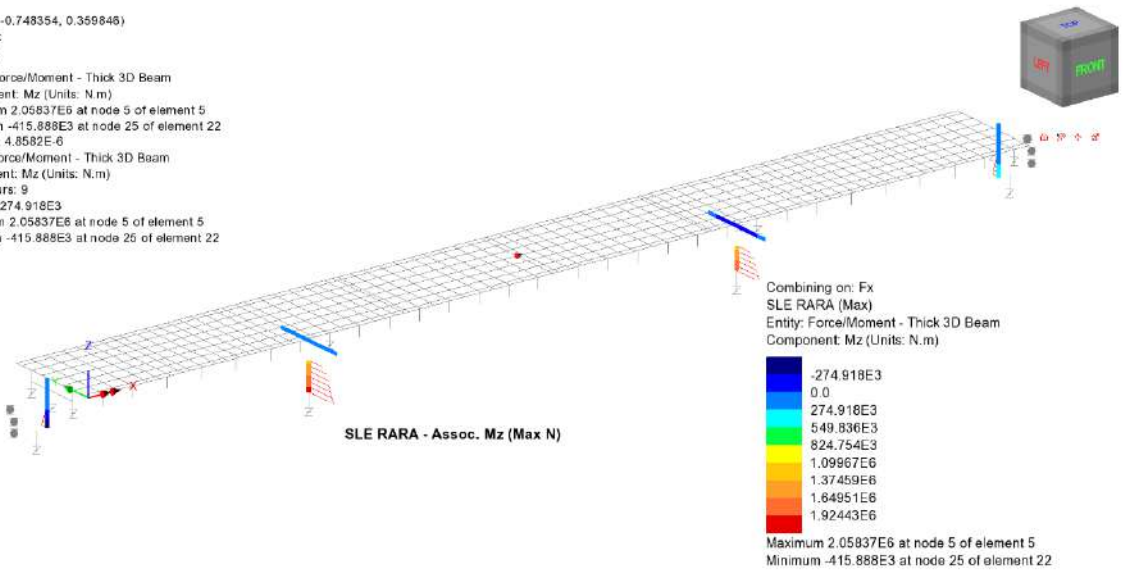 -0.748354, 0.359846)
orce/Moment - Thick 3D Beam
ent: Mz (Units: N.m)
m 2.05837E6 at node 5 of element 5
n -415.888E3 at node 25 of element 22
4.8582E-6
orce/Moment - Thick 3D Beam
ent: Mz (Units: N.m)
urs: 9
274.918E3
m 2.05837E6 at node 5 of element 5
n -415.888E3 at node 25 of element 22
TOP
LEFT
FRONT
Z
X
Z
Z
Z
Z
Z
Z
Z
Z
SLE RARA - Assoc. Mz (Max N)
Combining on: Fx
SLE RARA (Max)
Entity: Force/Moment - Thick 3D Beam
Component: Mz (Units: N.m)
-274.918E3
0.0
274.918E3
549.836E3
824.754E3
1.09967E6
1.37459E6
1.64951E6
1.92443E6
Maximum 2.05837E6 at node 5 of element 5
Minimum -415.888E3 at node 25 of element 22